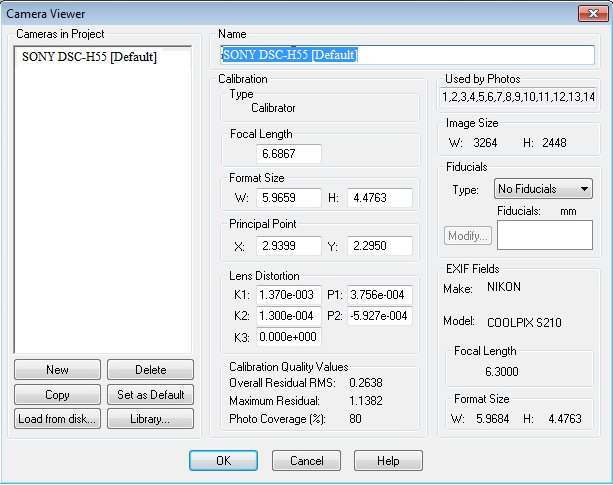 Camera Viewer
Cameras in Project
SONY DSC-H55 [Default]
New
Delete
Copy
Set as Default
Load from disk...
Library...
Name
SONY DSC-H55 [Default]
Calibration
Type
Calibrator
Focal Length
6.6867
Format Size
W: 5.9659 H: 4.4763
Principal Point
X: 2.9399 Y: 2.2950
Lens Distortion
K1: 1.370e-003 P1: 3.756e-004
K2: 1.300e-004 P2: -5.927e-004
K3: 0.000e+000
Calibration Quality Values
Overall Residual RMS: 0.2638
Maximum Residual: 1.1382
Photo Coverage (%): 80
Used by Photos
1,2,3,4,5,6,7,8,9,10,11,12,13,14
Image Size
W: 3264 H: 2448
Fiducials
Type: No Fiducials
Fiducials: mm
Modify...
EXIF Fields
Make: NIKON
Model: COOLPIX S210
Focal Length
6.3000
Format Size
W: 5.9684 H: 4.4763
OK
Cancel
Help